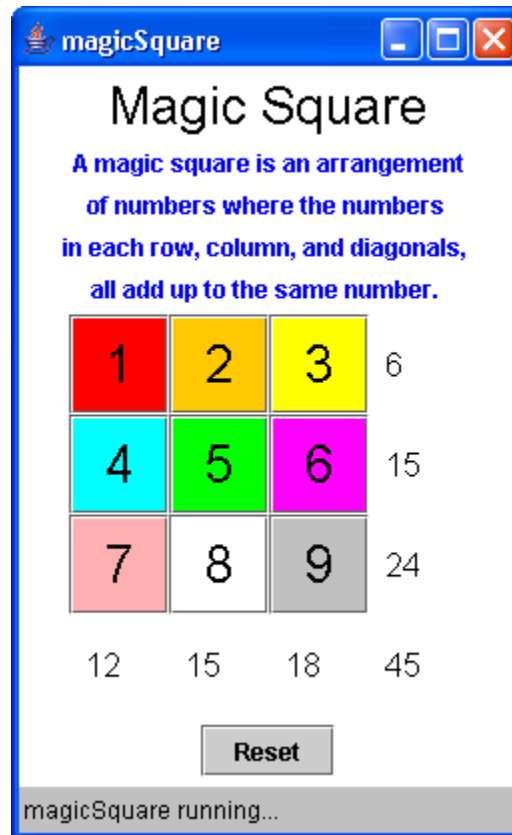 magicSquare
Magic Square
A magic square is an arrangement
of numbers where the numbers
in each row, column, and diagonals,
all add up to the same number.
1 2 3 6
4 5 6 15
7 8 9 24
12 15 18 45
Reset
magicSquare running...